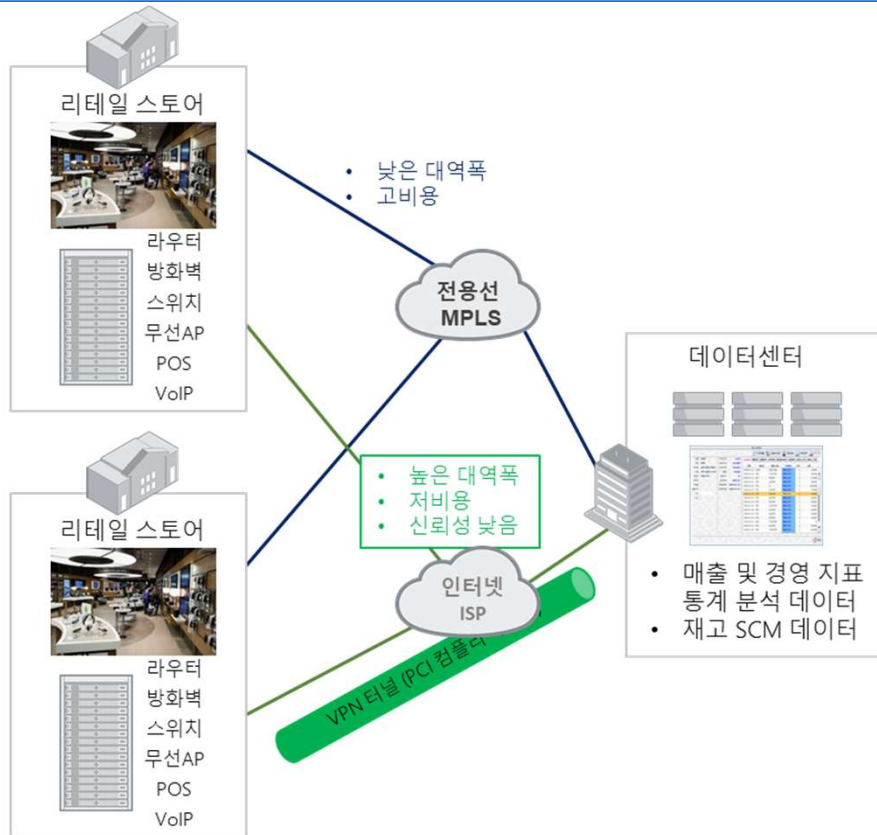 리테일 스토어
라우터
방화벽
스위치
무선AP
POS
VoIP
• 낮은 대역폭
• 고비용
전용선
MPLS
데이터센터
• 매출 및 경영 지표
통계 분석 데이터
• 재고 SCM 데이터
• 높은 대역폭
• 저비용
• 신뢰성 낮음
인터넷
ISP
VPN 터널 (PCI 컴플
리테일 스토어
라우터
방화벽
스위치
무선AP
POS
VoIP